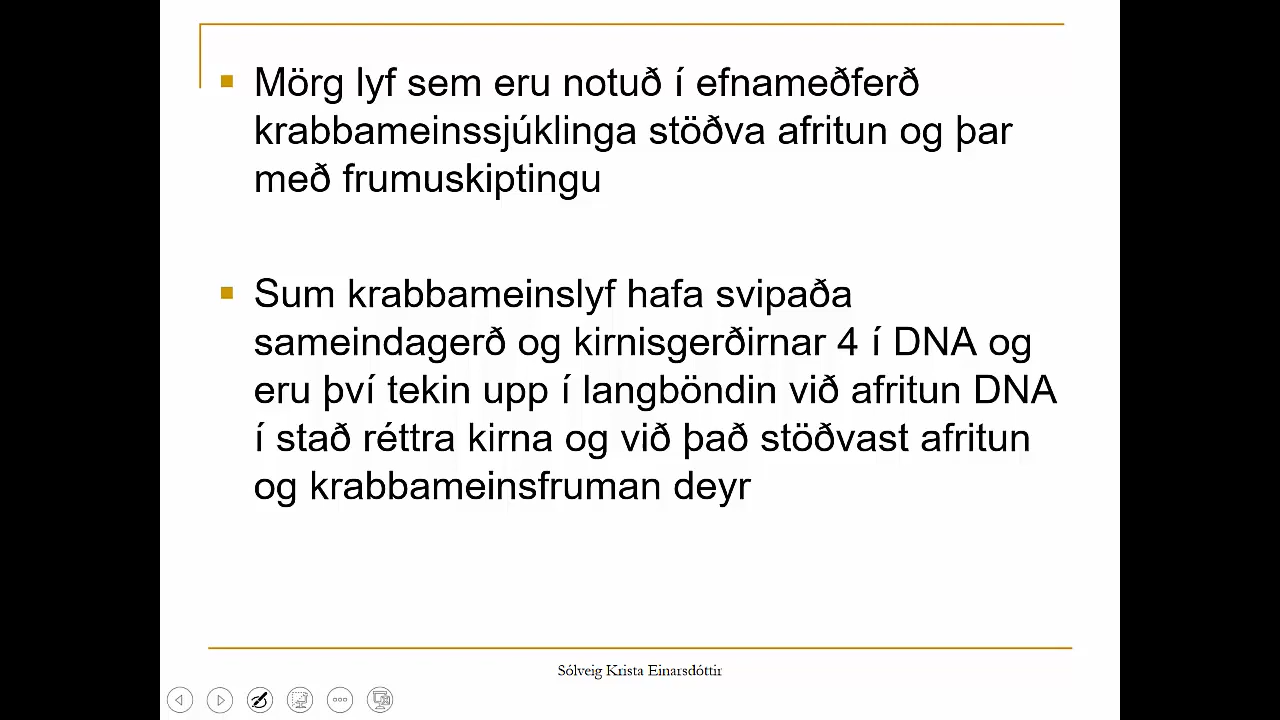 Mörg lyf sem eru notuð í efnameðferð
krabbameinssjúklinga stöðva afritun og þar
með frumuskiptingu
Sum krabbameinslyf hafa svipaða
sameindagerð og kirnisgerðirnar 4 í DNA og
eru því tekin upp í langböndin við afritun DNA
í stað réttra kirna og við það stöðvast afritun
og krabbameinsfruman deyr
Sólveig Krista Einarsdóttir